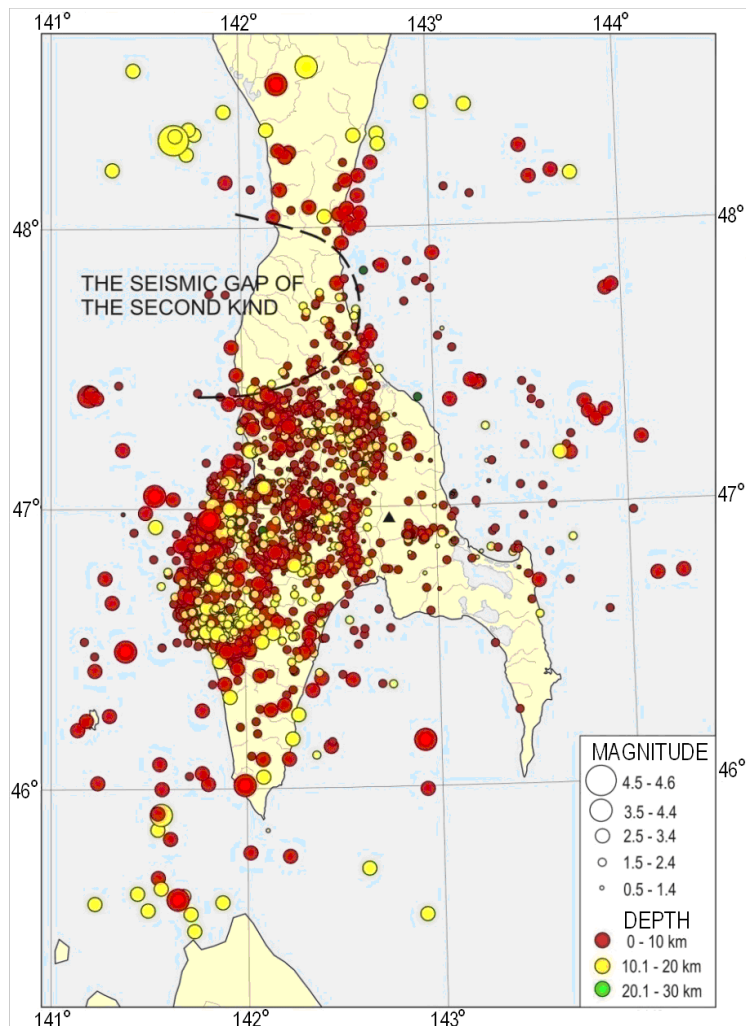 141° 142° 143° 144°
48° 48°
THE SEISMIC GAP OF
THE SECOND KIND
47° 47°
46° 46°
MAGNITUDE
4.5 - 4.6
3.5 - 4.4
2.5 - 3.4
1.5 - 2.4
0.5 - 1.4
DEPTH
0 - 10 km
10.1 - 20 km
20.1 - 30 km
141° 142° 143°